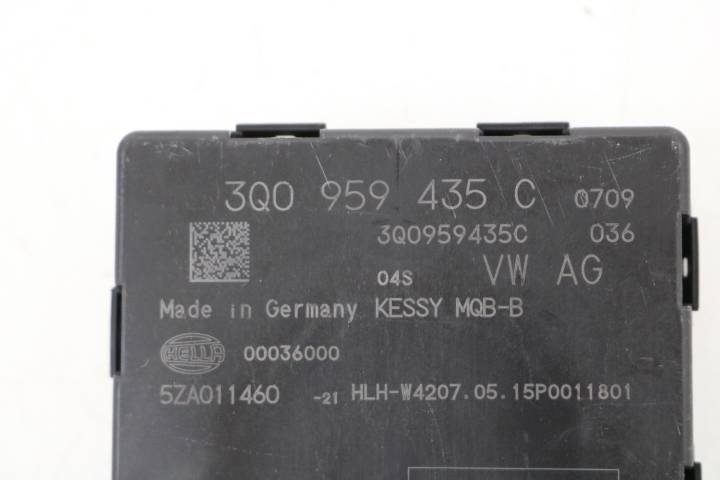 3Q0 959 435 C 0709
3Q0959435C 036
04S VW AG
Made in Germany KESSY MQB-B
HELLA 00036000
5ZA011460 -21 HLH-W4207.05.15P0011801